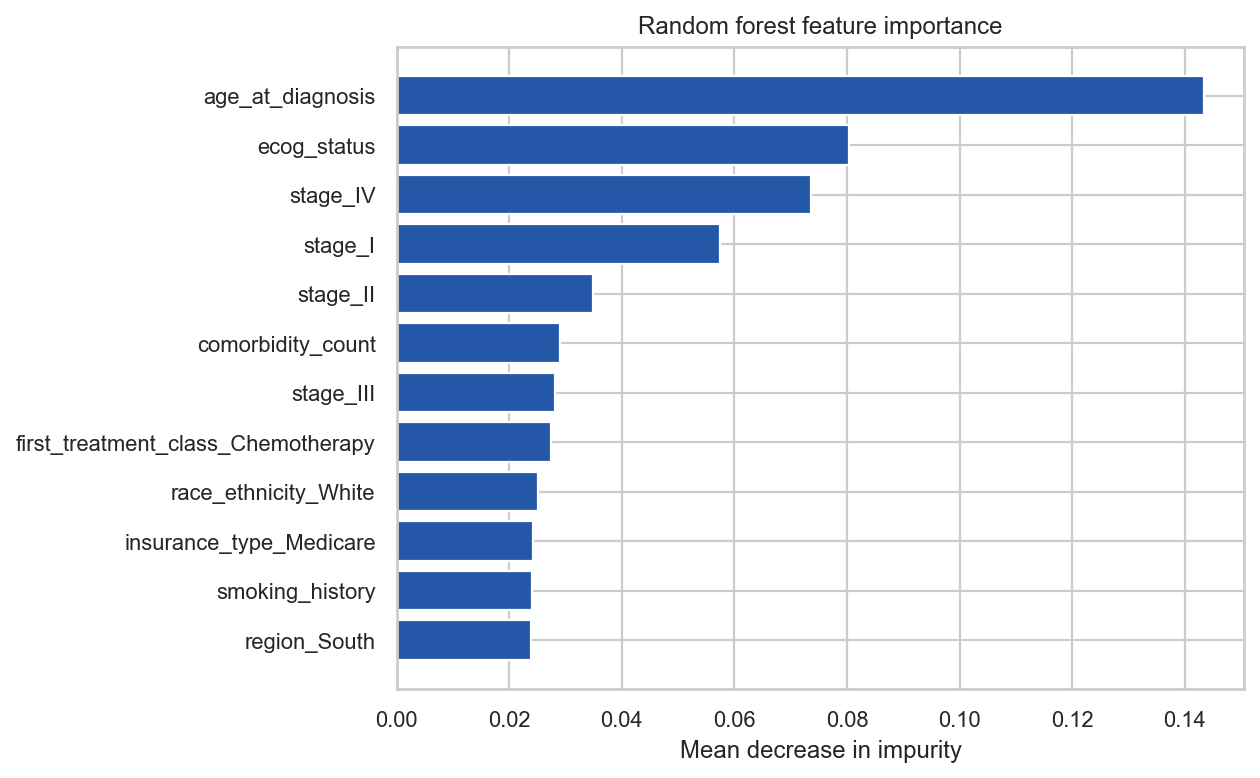 Random forest feature importance
age_at_diagnosis
ecog_status
stage_IV
stage_I
stage_II
comorbidity_count
stage_III
first_treatment_class_Chemotherapy
race_ethnicity_White
insurance_type_Medicare
smoking_history
region_South
0.00 0.02 0.04 0.06 0.08 0.10 0.12 0.14
Mean decrease in impurity